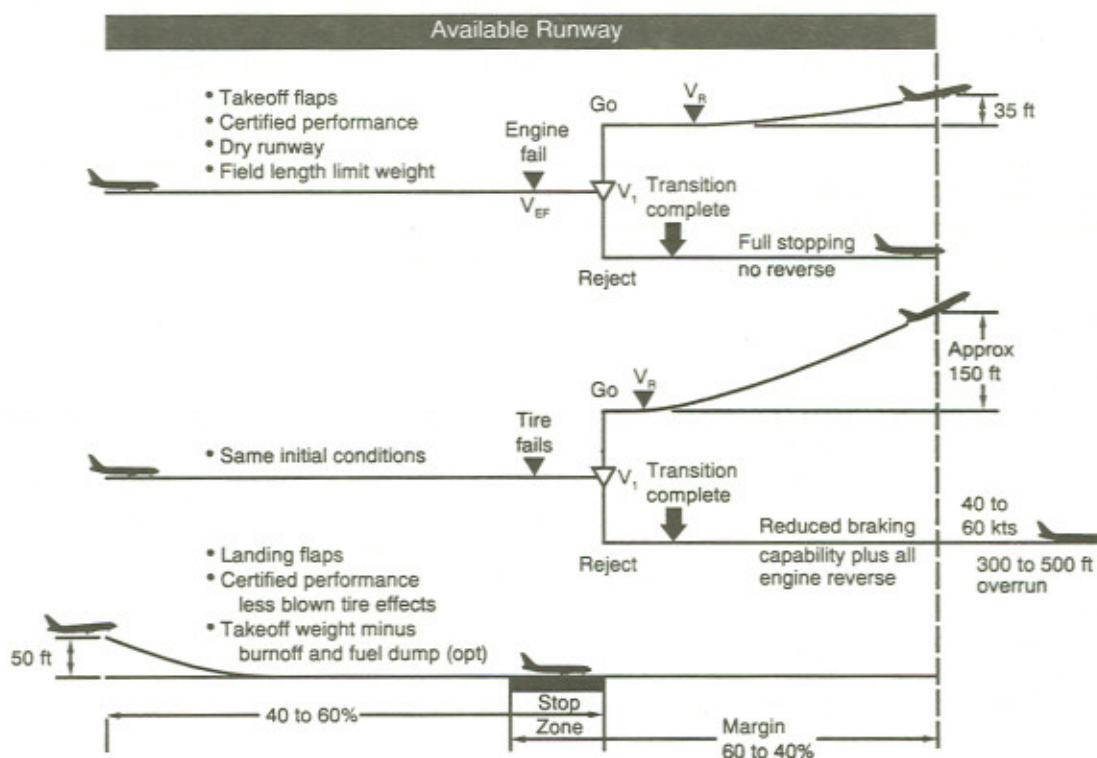 Available Runway
• Takeoff flaps
• Certified performance
• Dry runway
• Field length limit weight
Engine
fail
V_EF
Go
V_R
35 ft
V_1
Transition
complete
Full stopping
no reverse
Reject
• Same initial conditions
Tire
fails
Go
V_R
Approx
150 ft
V_1
Transition
complete
Reduced braking
capability plus all
engine reverse
Reject
40 to
60 kts
300 to 500 ft
overrun
• Landing flaps
• Certified performance
less blown tire effects
• Takeoff weight minus
burnoff and fuel dump (opt)
50 ft
40 to 60%
Stop
Zone
Margin
60 to 40%